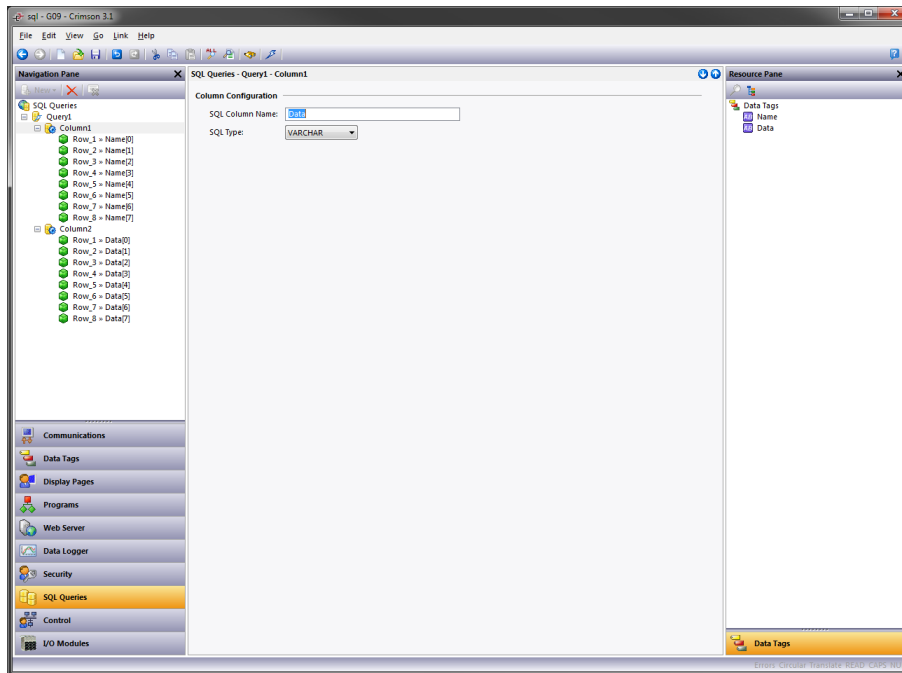 sql - G09 - Crimson 3.1
File Edit View Go Link Help
Navigation Pane
New
SQL Queries
Query1
Column1
Row_1 » Name[0]
Row_2 » Name[1]
Row_3 » Name[2]
Row_4 » Name[3]
Row_5 » Name[4]
Row_6 » Name[5]
Row_7 » Name[6]
Row_8 » Name[7]
Column2
Row_1 » Data[0]
Row_2 » Data[1]
Row_3 » Data[2]
Row_4 » Data[3]
Row_5 » Data[4]
Row_6 » Data[5]
Row_7 » Data[6]
Row_8 » Data[7]
Communications
Data Tags
Display Pages
Programs
Web Server
Data Logger
Security
SQL Queries
Control
I/O Modules
SQL Queries - Query1 - Column1
Column Configuration
SQL Column Name: Data
SQL Type: VARCHAR
Resource Pane
Data Tags
Name
Data
Data Tags
Errors Circular Translate READ CAPS NU